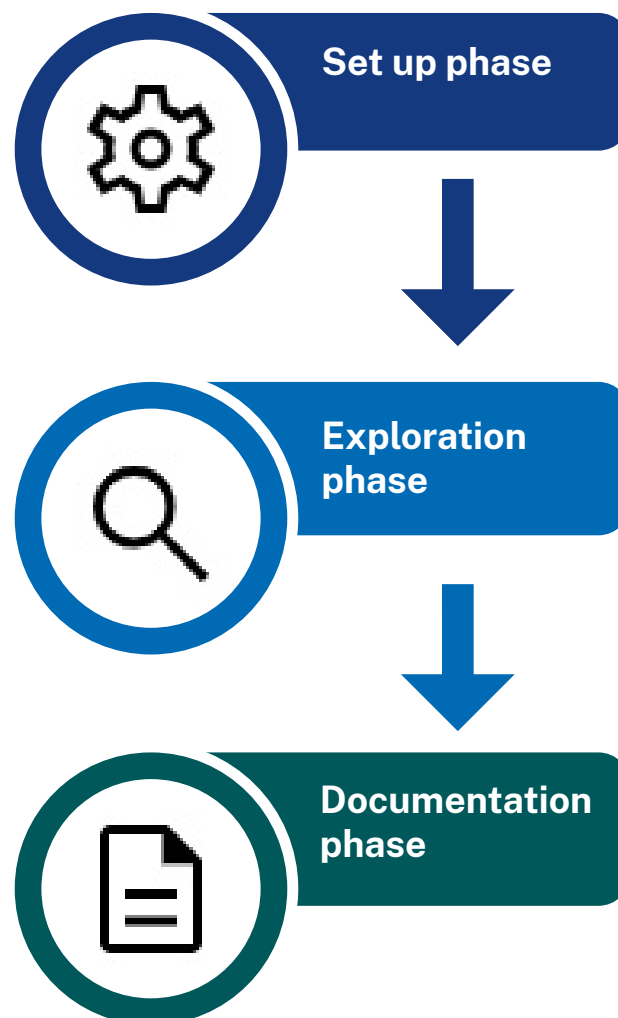 Set up phase
Exploration
phase
Documentation
phase